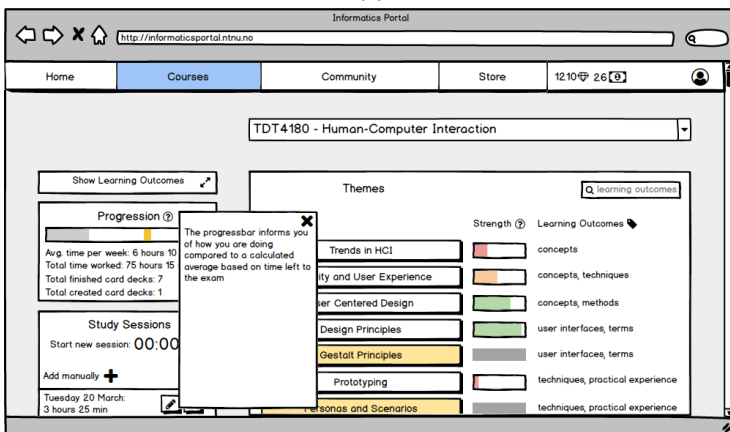 Informatics Portal
http://informaticsportal.ntnu.no
Home Courses Community Store 1210 26
TDT4180 - Human-Computer Interaction
Show Learning Outcomes
Progression ?
Avg. time per week: 6 hours 10
Total time worked: 75 hours 15
Total finished card decks: 7
Total created card decks: 1
Study Sessions
Start new session: 00:00
Add manually
Tuesday 20 March:
3 hours 25 min
The progressbar informs you
of how you are doing
compared to a calculated
average based on time left to
the exam
Themes
learning outcomes
Strength ? Learning Outcomes
Trends in HCI concepts
and User Experience concepts, techniques
Centered Design concepts, methods
Design Principles user interfaces, terms
Gestalt Principles user interfaces, terms
Prototyping techniques, practical experience
Personas and Scenarios techniques, practical experience